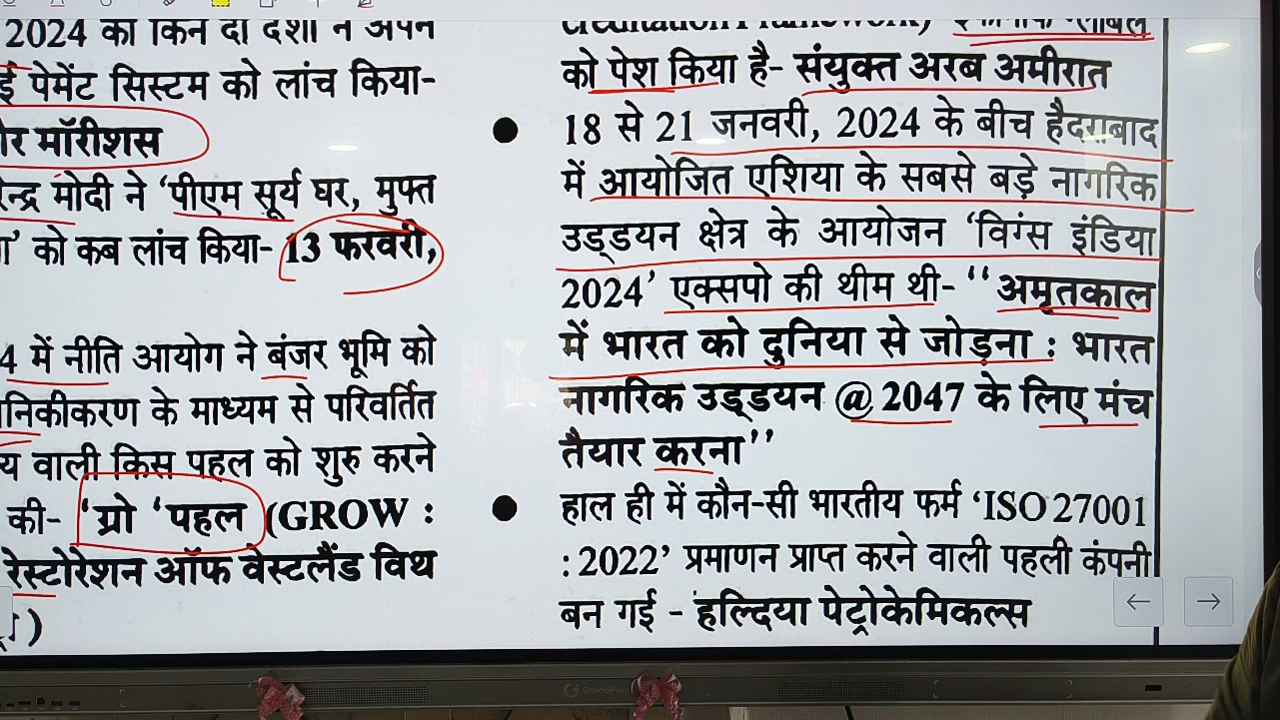 2024 को किन दो देशों ने अपने
ई पेमेंट सिस्टम को लांच किया-
र मॉरीशस
रेन्द्र मोदी ने ‘पीएम सूर्य घर, मुफ्त
’ को कब लांच किया- 13 फरवरी,
4 में नीति आयोग ने बंजर भूमि को
निकीकरण के माध्यम से परिवर्तित
य वाली किस पहल को शुरु करने
की- ‘ग्रो ‘पहल (GROW :
रेस्टोरेशन ऑफ वेस्टलैंड विथ
)
creditation Framework)
को पेश किया है- संयुक्त अरब अमीरात
● 18 से 21 जनवरी, 2024 के बीच हैदराबाद
में आयोजित एशिया के सबसे बड़े नागरिक
उड्डयन क्षेत्र के आयोजन ‘विंग्स इंडिया
2024’ एक्सपो की थीम थी- ‘‘अमृतकाल
में भारत को दुनिया से जोड़ना : भारत
नागरिक उड्डयन @ 2047 के लिए मंच
तैयार करना’’
● हाल ही में कौन-सी भारतीय फर्म ‘ISO 27001
: 2022’ प्रमाणन प्राप्त करने वाली पहली कंपनी
बन गई - हल्दिया पेट्रोकेमिकल्स
GradePlus